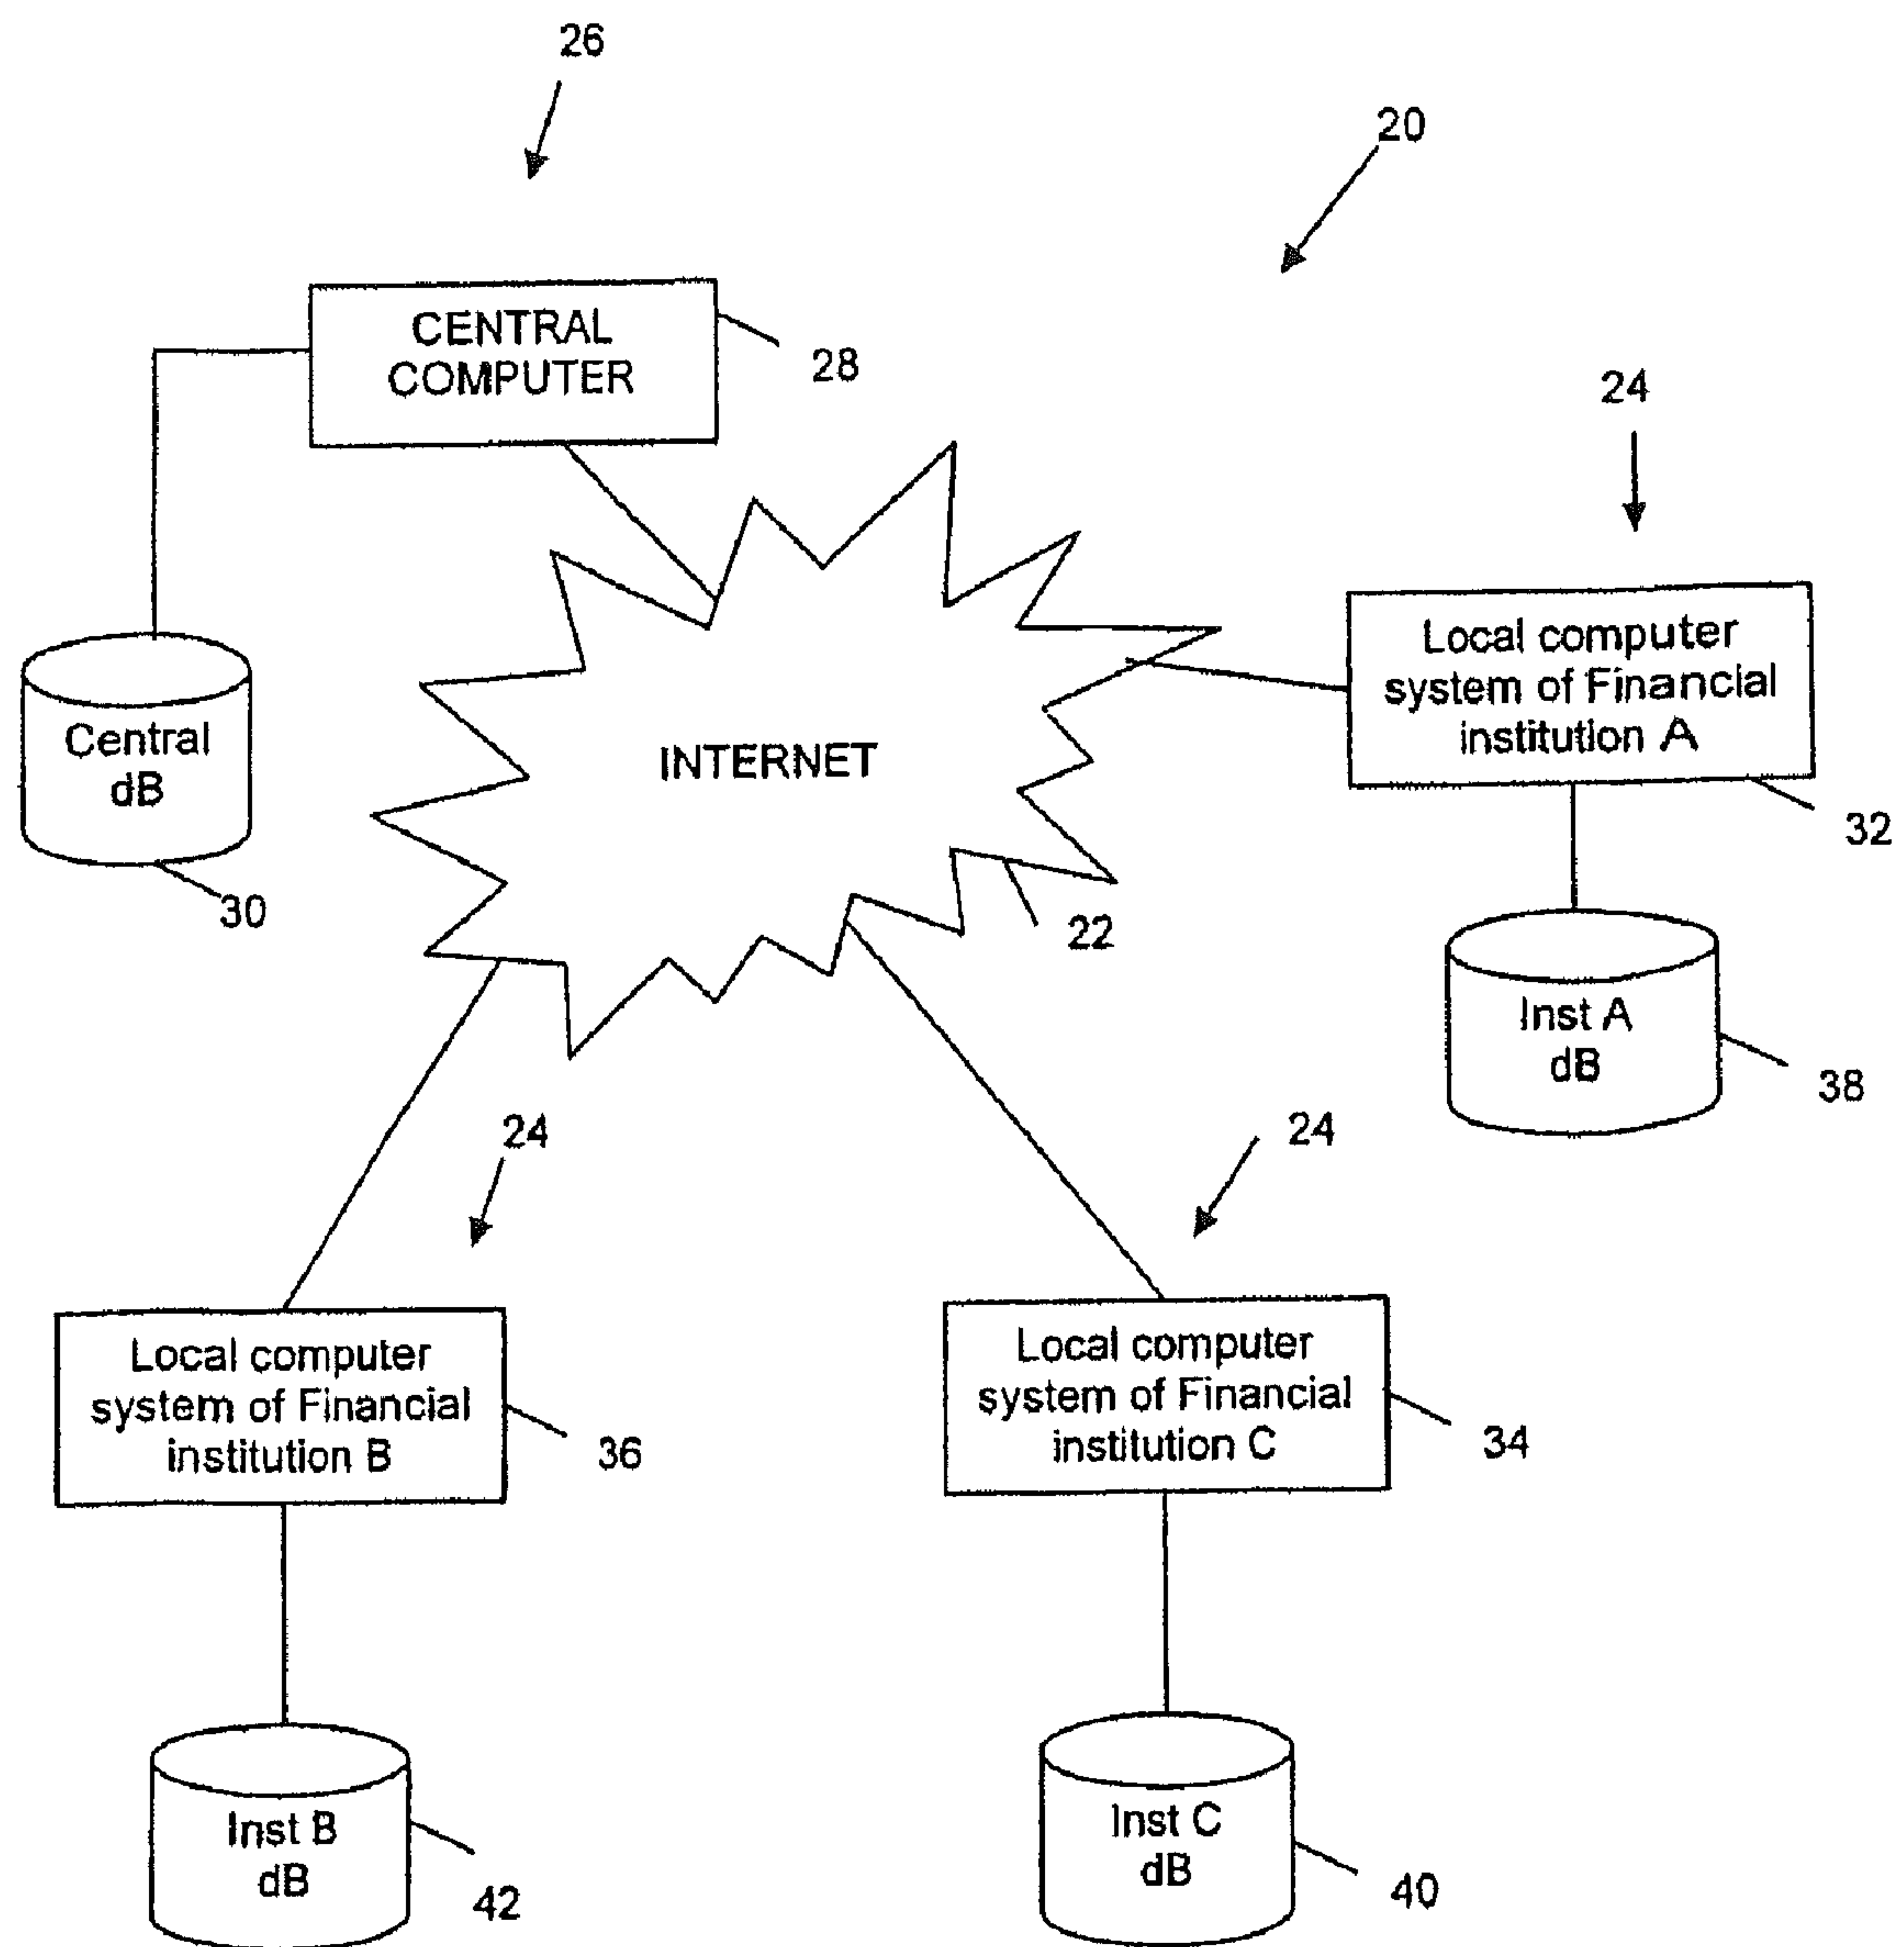 26
20
CENTRAL
COMPUTER
28
24
Local computer
system of Financial
institution A
32
Central
dB
30
INTERNET
22
Inst A
dB
38
24
24
Local computer
system of Financial
institution B
36
Local computer
system of Financial
institution C
34
Inst B
dB
42
Inst C
dB
40